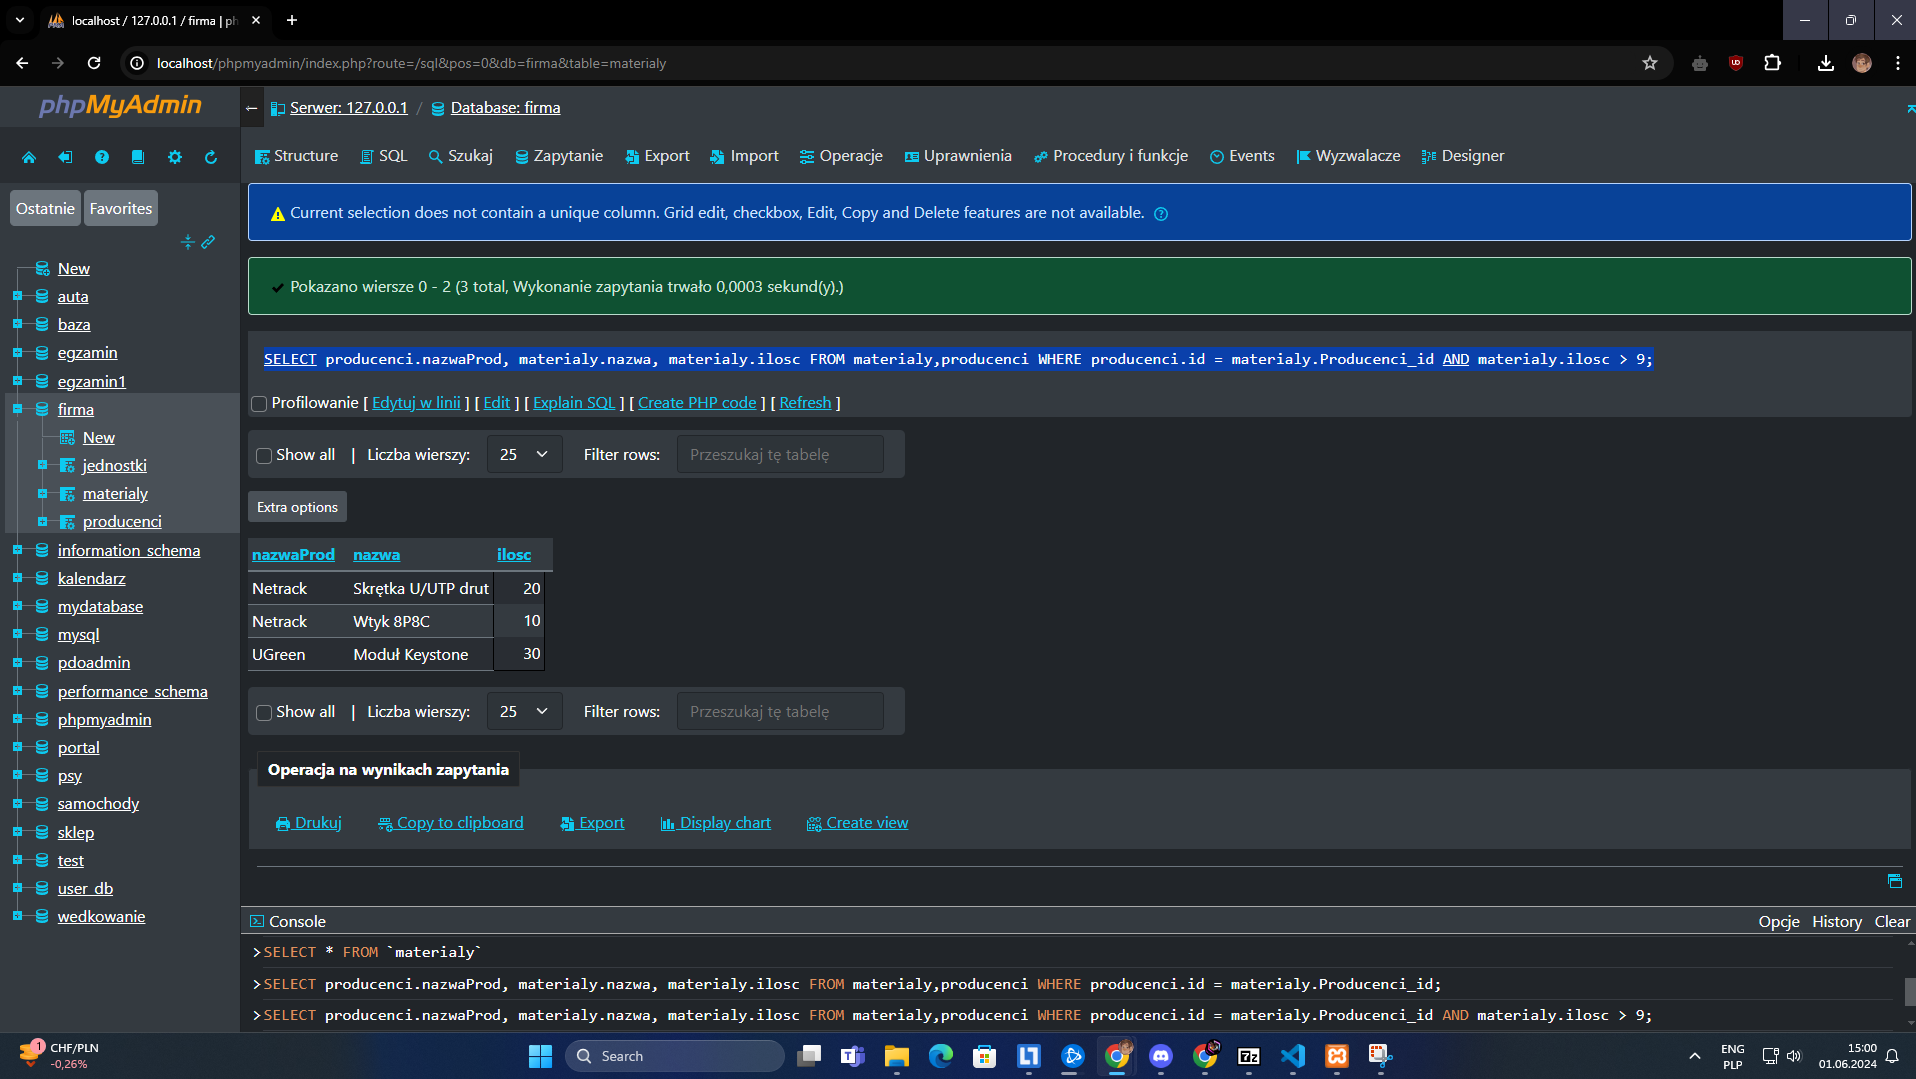 localhost / 127.0.0.1 / firma | ph
localhost/phpmyadmin/index.php?route=/sql&pos=0&db=firma&table=materialy
phpMyAdmin
Serwer: 127.0.0.1 / Database: firma
Structure SQL Szukaj Zapytanie Export Import Operacje Uprawnienia Procedury i funkcje Events Wyzwalacze Designer
Ostatnie Favorites
New
auta
baza
egzamin
egzamin1
firma
New
jednostki
materialy
producenci
information_schema
kalendarz
mydatabase
mysql
pdoadmin
performance_schema
phpmyadmin
portal
psy
samochody
sklep
test
user_db
wedkowanie
Current selection does not contain a unique column. Grid edit, checkbox, Edit, Copy and Delete features are not available.
Pokazano wiersze 0 - 2 (3 total, Wykonanie zapytania trwało 0,0003 sekund(y).)
SELECT producenci.nazwaProd, materialy.nazwa, materialy.ilosc FROM materialy,producenci WHERE producenci.id = materialy.Producenci_id AND materialy.ilosc > 9;
Profilowanie [ Edytuj w linii ] [ Edit ] [ Explain SQL ] [ Create PHP code ] [ Refresh ]
Show all | Liczba wierszy: 25 Filter rows: Przeszukaj tę tabelę
Extra options
nazwaProd nazwa ilosc
Netrack Skrętka U/UTP drut 20
Netrack Wtyk 8P8C 10
UGreen Moduł Keystone 30
Show all | Liczba wierszy: 25 Filter rows: Przeszukaj tę tabelę
Operacja na wynikach zapytania
Drukuj Copy to clipboard Export Display chart Create view
Console Opcje History Clear
>SELECT * FROM `materialy`
>SELECT producenci.nazwaProd, materialy.nazwa, materialy.ilosc FROM materialy,producenci WHERE producenci.id = materialy.Producenci_id;
>SELECT producenci.nazwaProd, materialy.nazwa, materialy.ilosc FROM materialy,producenci WHERE producenci.id = materialy.Producenci_id AND materialy.ilosc > 9;
1 CHF/PLN
-0,26%
Search
ENG
PLP
15:00
01.06.2024